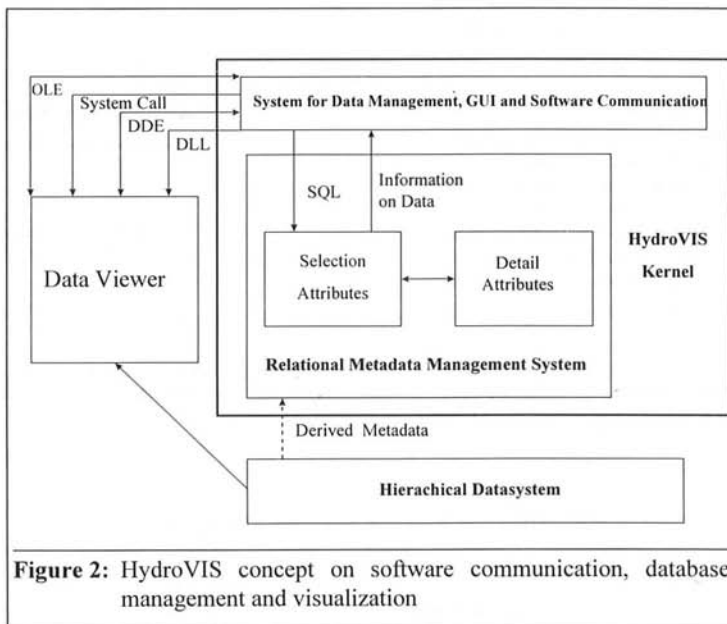 OLE
System Call
DDE
DLL
System for Data Management, GUI and Software Communication
SQL
Information
on Data
Data Viewer
Selection
Attributes
Detail
Attributes
HydroVIS
Kernel
Relational Metadata Management System
Derived Metadata
Hierachical Datasystem
Figure 2: HydroVIS concept on software communication, database
management and visualization